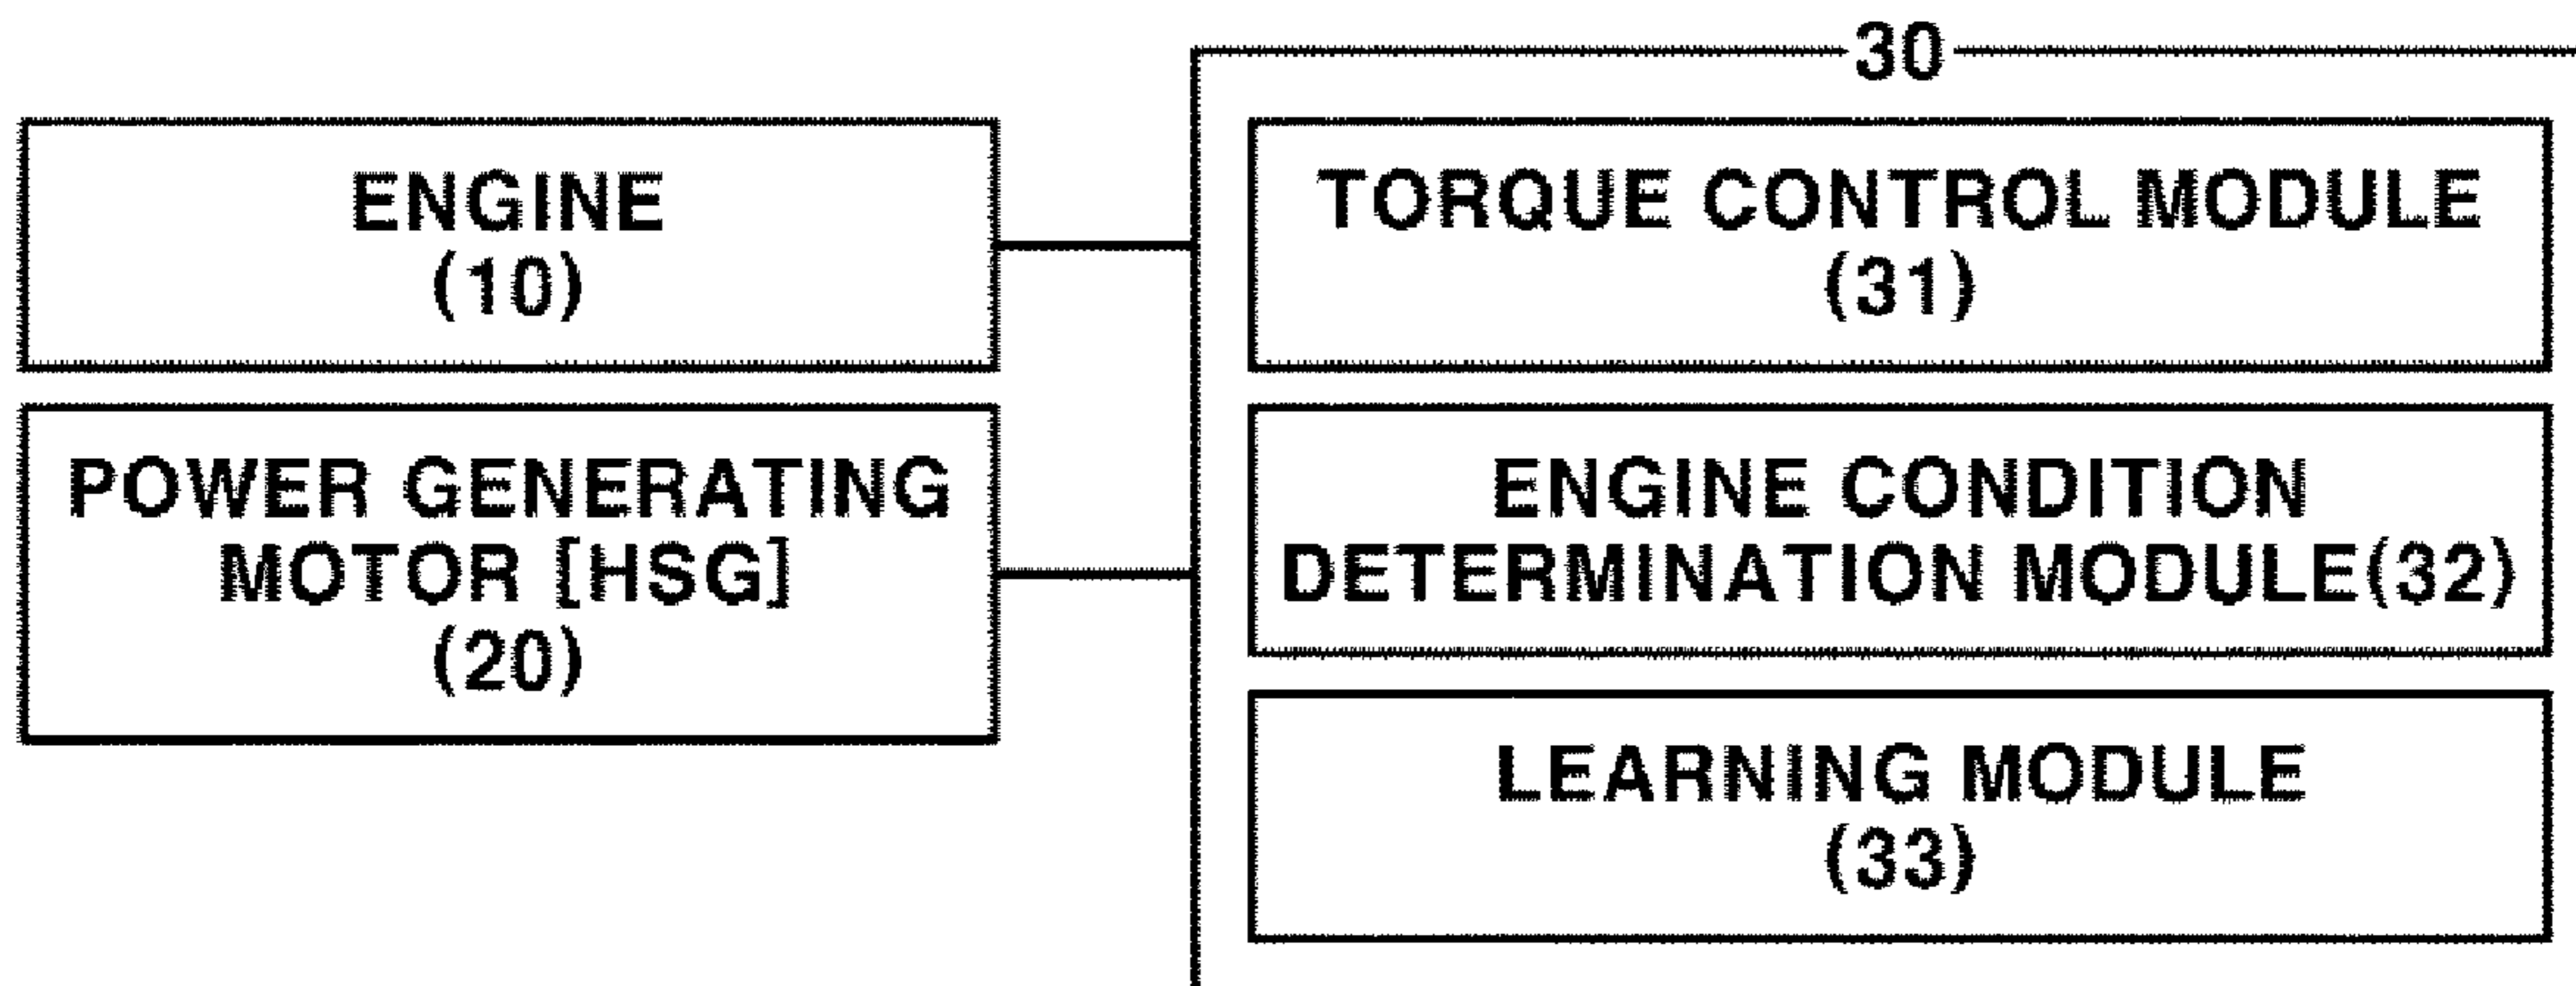 30
ENGINE
(10)
POWER GENERATING
MOTOR [HSG]
(20)
TORQUE CONTROL MODULE
(31)
ENGINE CONDITION
DETERMINATION MODULE(32)
LEARNING MODULE
(33)